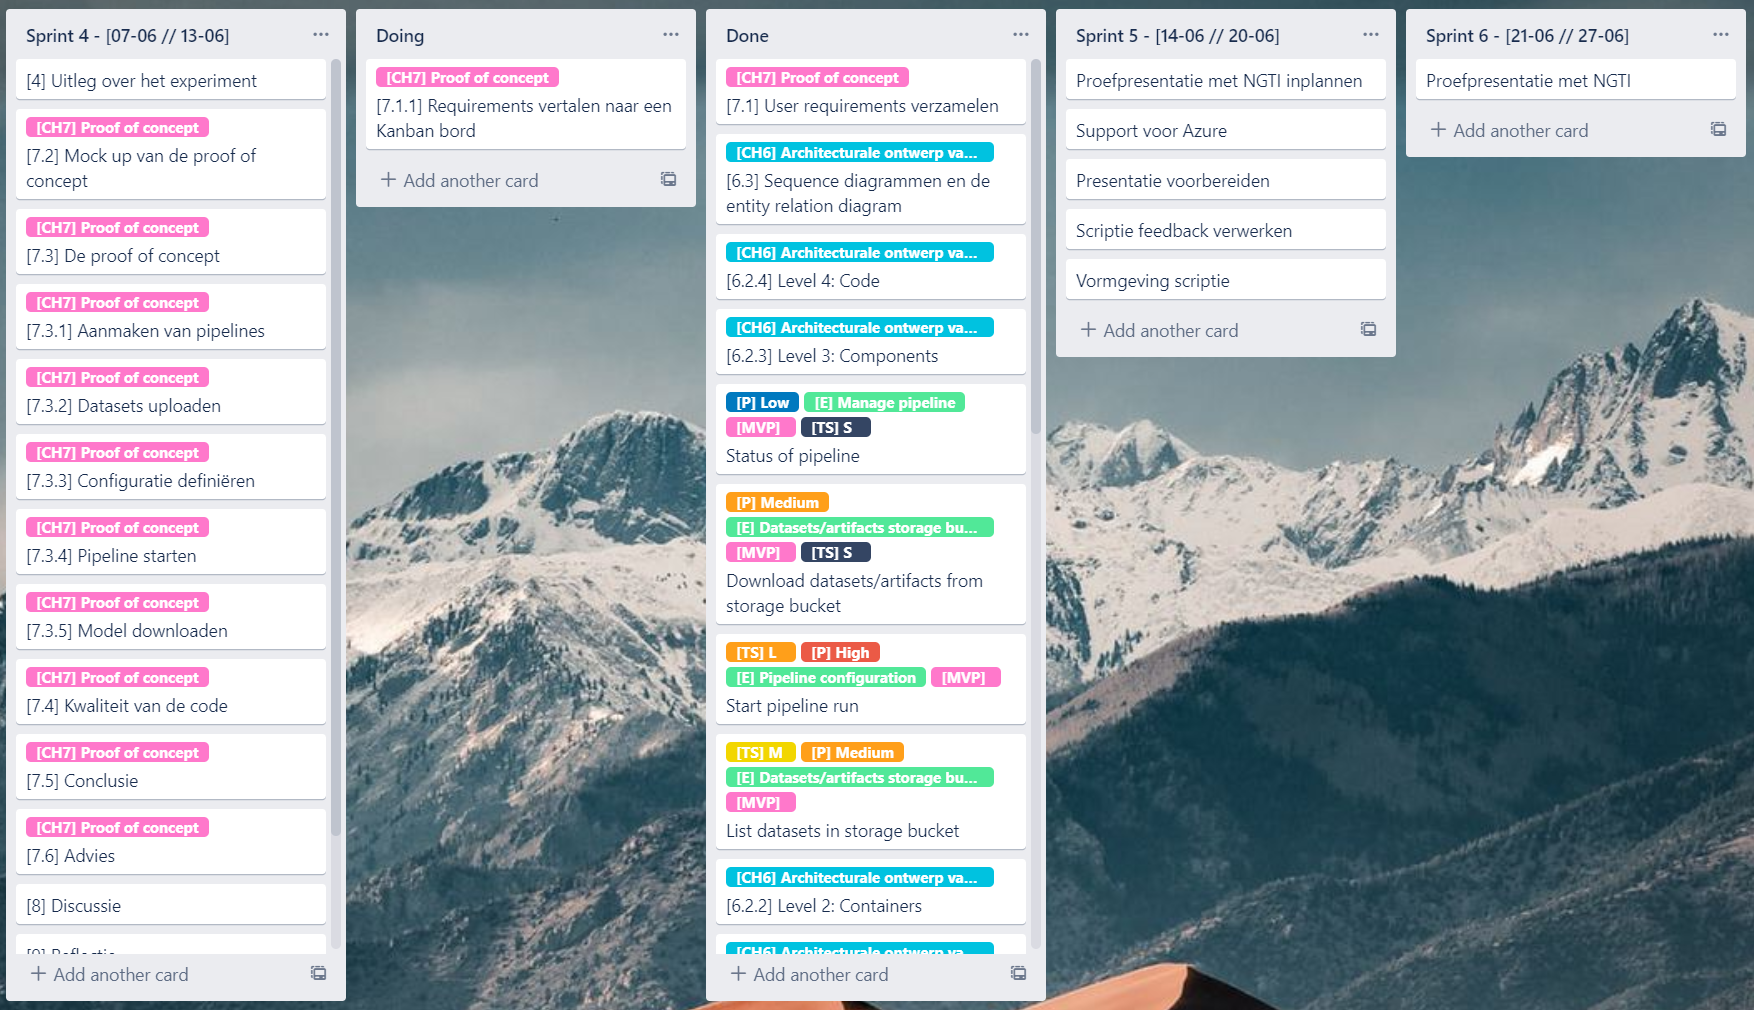 Sprint 4 - [07-06 // 13-06]
[4] Uitleg over het experiment
[CH7] Proof of concept
[7.2] Mock up van de proof of
concept
[CH7] Proof of concept
[7.3] De proof of concept
[CH7] Proof of concept
[7.3.1] Aanmaken van pipelines
[CH7] Proof of concept
[7.3.2] Datasets uploaden
[CH7] Proof of concept
[7.3.3] Configuratie definiëren
[CH7] Proof of concept
[7.3.4] Pipeline starten
[CH7] Proof of concept
[7.3.5] Model downloaden
[CH7] Proof of concept
[7.4] Kwaliteit van de code
[CH7] Proof of concept
[7.5] Conclusie
[CH7] Proof of concept
[7.6] Advies
[8] Discussie
[9] Reflectie
+ Add another card
Doing
[CH7] Proof of concept
[7.1.1] Requirements vertalen naar een
Kanban bord
+ Add another card
Done
[CH7] Proof of concept
[7.1] User requirements verzamelen
[CH6] Architecturale ontwerp va...
[6.3] Sequence diagrammen en de
entity relation diagram
[CH6] Architecturale ontwerp va...
[6.2.4] Level 4: Code
[CH6] Architecturale ontwerp va...
[6.2.3] Level 3: Components
[P] Low [E] Manage pipeline
[MVP] [TS] S
Status of pipeline
[P] Medium
[E] Datasets/artifacts storage bu...
[MVP] [TS] S
Download datasets/artifacts from
storage bucket
[TS] L [P] High
[E] Pipeline configuration [MVP]
Start pipeline run
[TS] M [P] Medium
[E] Datasets/artifacts storage bu...
[MVP]
List datasets in storage bucket
[CH6] Architecturale ontwerp va...
[6.2.2] Level 2: Containers
[CH6] Architecturale ontwerp va...
+ Add another card
Sprint 5 - [14-06 // 20-06]
Proefpresentatie met NGTI inplannen
Support voor Azure
Presentatie voorbereiden
Scriptie feedback verwerken
Vormgeving scriptie
+ Add another card
Sprint 6 - [21-06 // 27-06]
Proefpresentatie met NGTI
+ Add another card